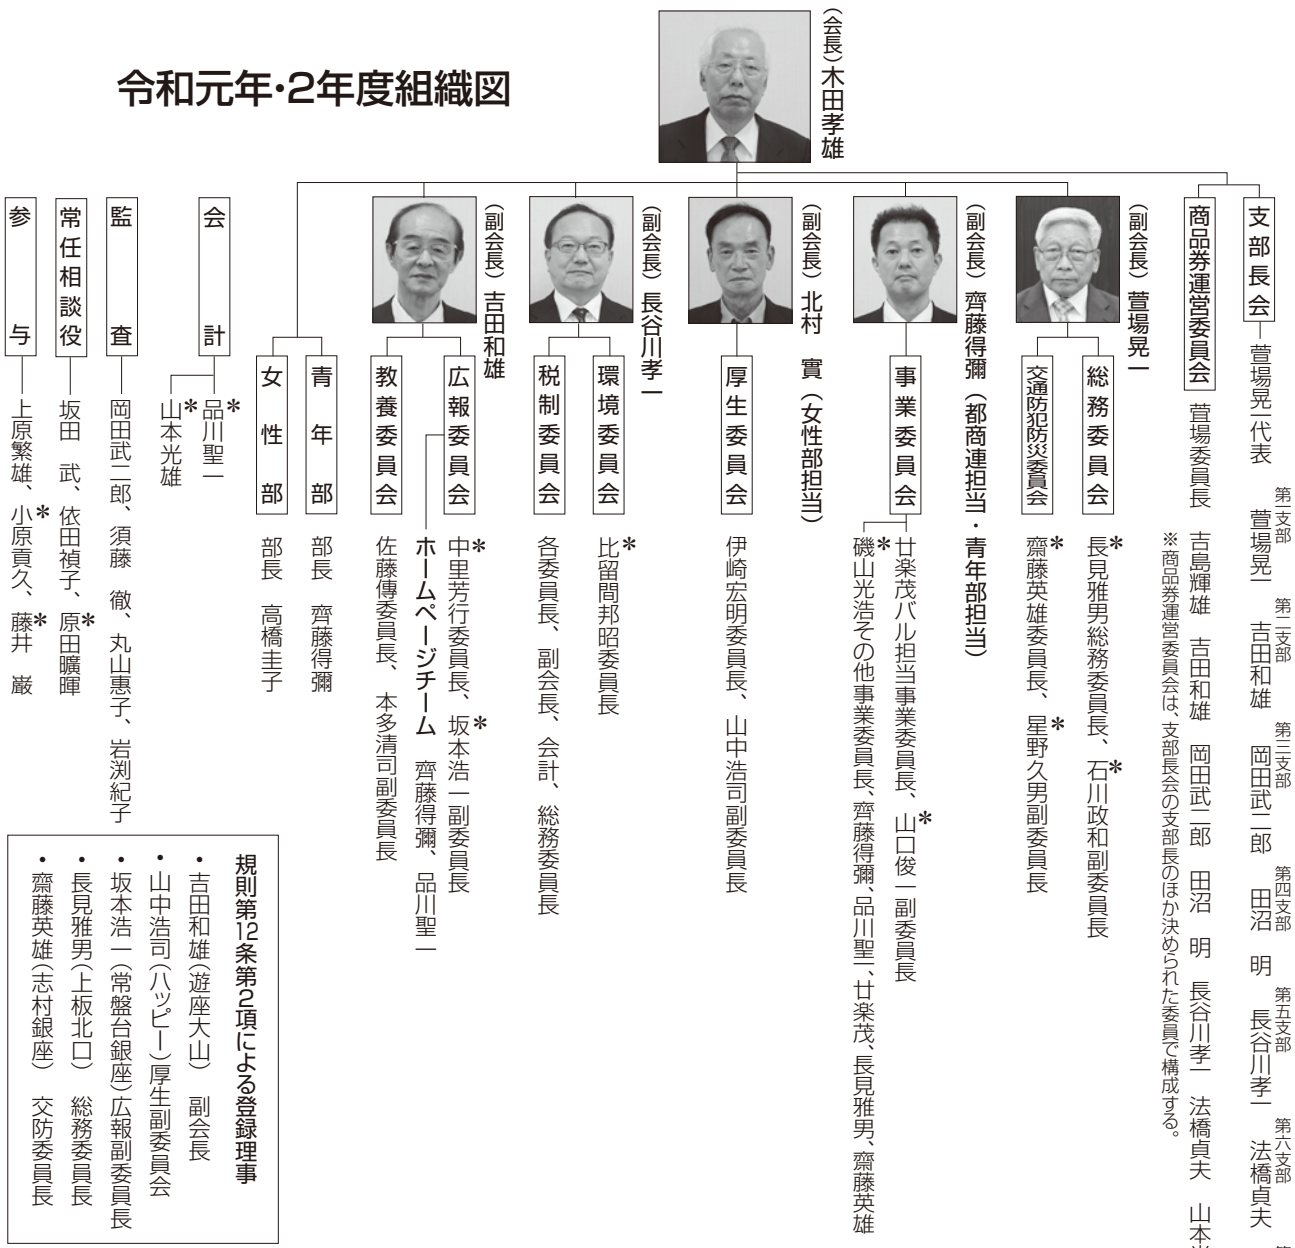 令和元年・2年度組織図
（会長）木田孝雄
支部長会
萱場晃一代表
第一支部
萱場晃一
第二支部
吉田和雄
第三支部
岡田武二郎
第四支部
田沼　明
第五支部
長谷川孝一
第六支部
法橋貞夫
商品券運営委員会
萱場委員長　吉島輝雄　吉田和雄　岡田武二郎　田沼　明　長谷川孝一　法橋貞夫　山本
※商品券運営委員会は、支部長会の支部長のほか決められた委員で構成する。
（副会長）萱場晃一
総務委員会
長見雅男総務委員長、石川政和副委員長
＊　＊
交通防犯防災委員会
齋藤英雄委員長、星野久男副委員長
＊　＊
（副会長）齊藤得彌（都商連担当・青年部担当）
事業委員会
廿楽茂バル担当事業委員長、山口俊一副委員長
＊
磯山光浩その他事業委員長、齊藤得彌、品川聖一、廿楽茂、長見雅男、齋藤英雄
＊
（副会長）北村　實（女性部担当）
厚生委員会
伊崎宏明委員長、山中浩司副委員長
（副会長）長谷川孝一
環境委員会
比留間邦昭委員長
＊
税制委員会
各委員長、副会長、会計、総務委員長
（副会長）吉田和雄
広報委員会
中里芳行委員長、坂本浩一副委員長
＊　＊
ホームページチーム　齊藤得彌、品川聖一
教養委員会
佐藤傳委員長、本多清司副委員長
青年部
部長　齊藤得彌
女性部
部長　高橋圭子
会計
品川聖一
＊
山本光雄
＊
監査
岡田武二郎、須藤　徹、丸山惠子、岩渕紀子
常任相談役
坂田　武、依田禎子、原田曠暉
＊
参与
上原繁雄、小原貢久、藤井　巌
＊　＊
規則第12条第2項による登録理事
・吉田和雄（遊座大山）　副会長
・山中浩司（ハッピー）厚生副委員会
・坂本浩一（常盤台銀座）広報副委員長
・長見雅男（上板北口）　総務委員長
・齋藤英雄（志村銀座）　交防委員長